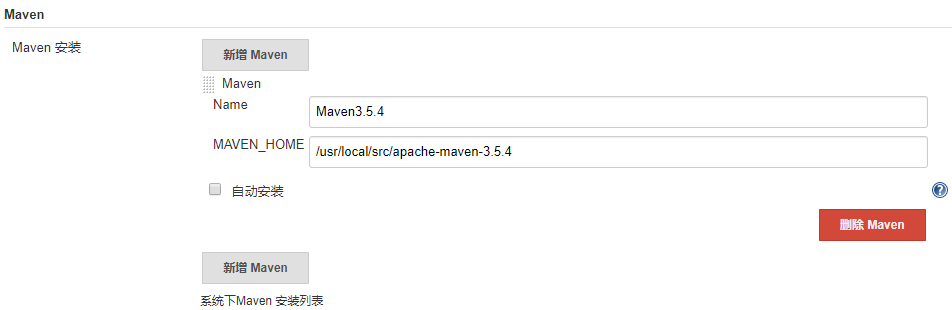 Maven
Maven 安装
新增 Maven
Maven
Name
Maven3.5.4
MAVEN_HOME
/usr/local/src/apache-maven-3.5.4
自动安装
?
删除 Maven
新增 Maven
系统下Maven 安装列表